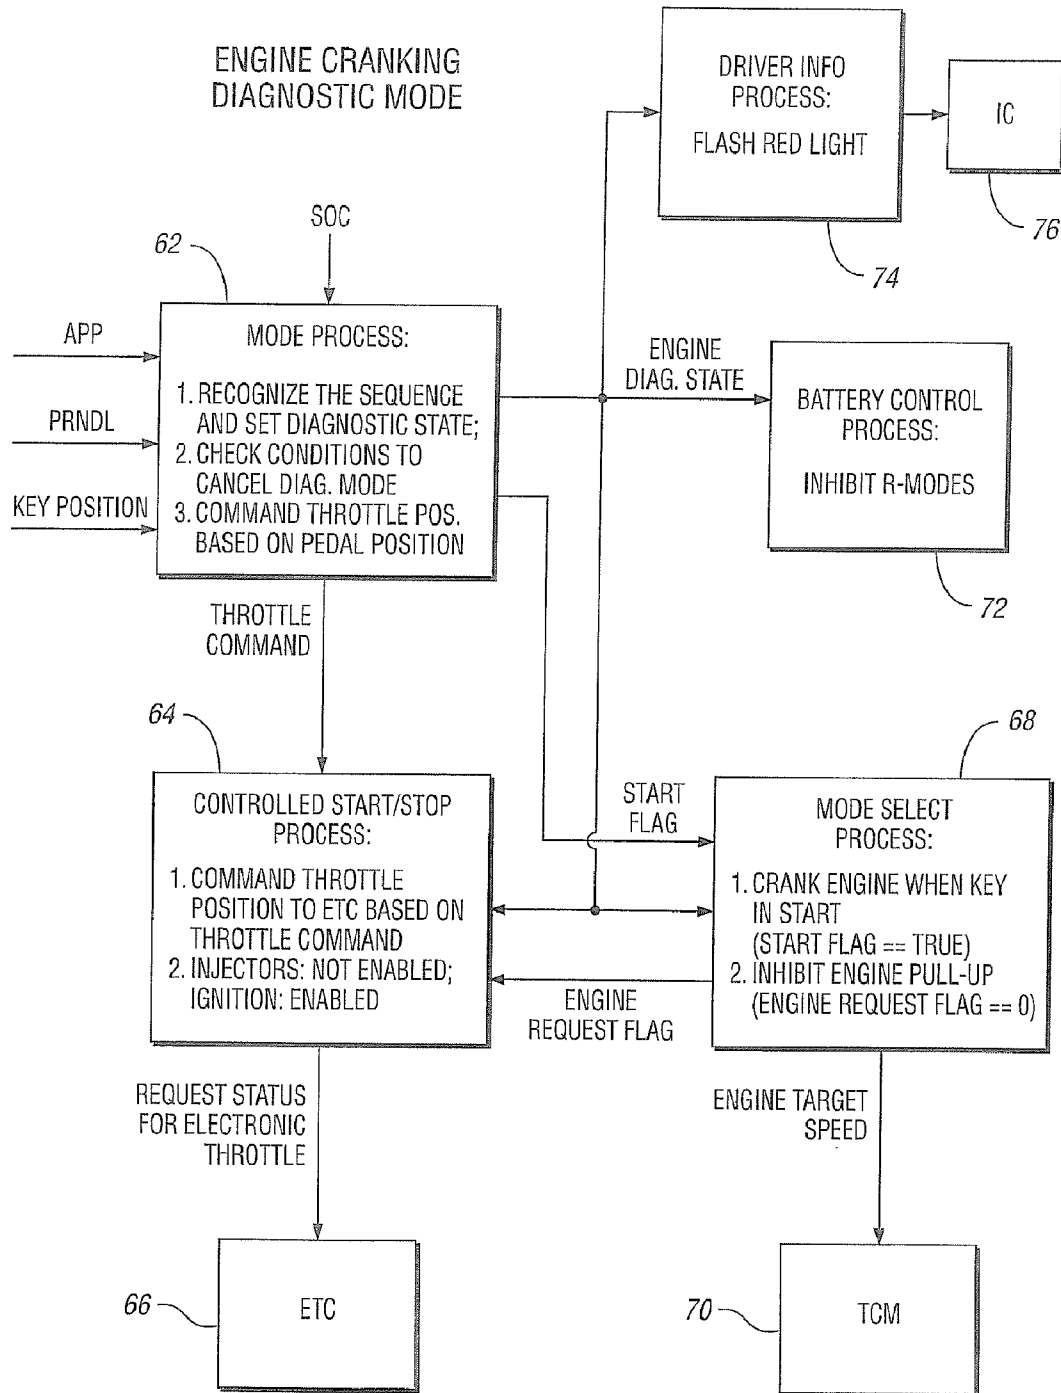 ENGINE CRANKING
DIAGNOSTIC MODE
DRIVER INFO
PROCESS:
FLASH RED LIGHT
IC
76
74
SOC
62
APP
PRNDL
KEY POSITION
MODE PROCESS:
1. RECOGNIZE THE SEQUENCE
AND SET DIAGNOSTIC STATE;
2. CHECK CONDITIONS TO
CANCEL DIAG. MODE
3. COMMAND THROTTLE POS.
BASED ON PEDAL POSITION
ENGINE
DIAG. STATE
BATTERY CONTROL
PROCESS:
INHIBIT R-MODES
72
THROTTLE
COMMAND
64
CONTROLLED START/STOP
PROCESS:
1. COMMAND THROTTLE
POSITION TO ETC BASED ON
THROTTLE COMMAND
2. INJECTORS: NOT ENABLED;
IGNITION: ENABLED
START
FLAG
68
MODE SELECT
PROCESS:
1. CRANK ENGINE WHEN KEY
IN START
(START FLAG == TRUE)
2. INHIBIT ENGINE PULL-UP
(ENGINE REQUEST FLAG == 0)
ENGINE
REQUEST FLAG
REQUEST STATUS
FOR ELECTRONIC
THROTTLE
ENGINE TARGET
SPEED
66
ETC
70
TCM